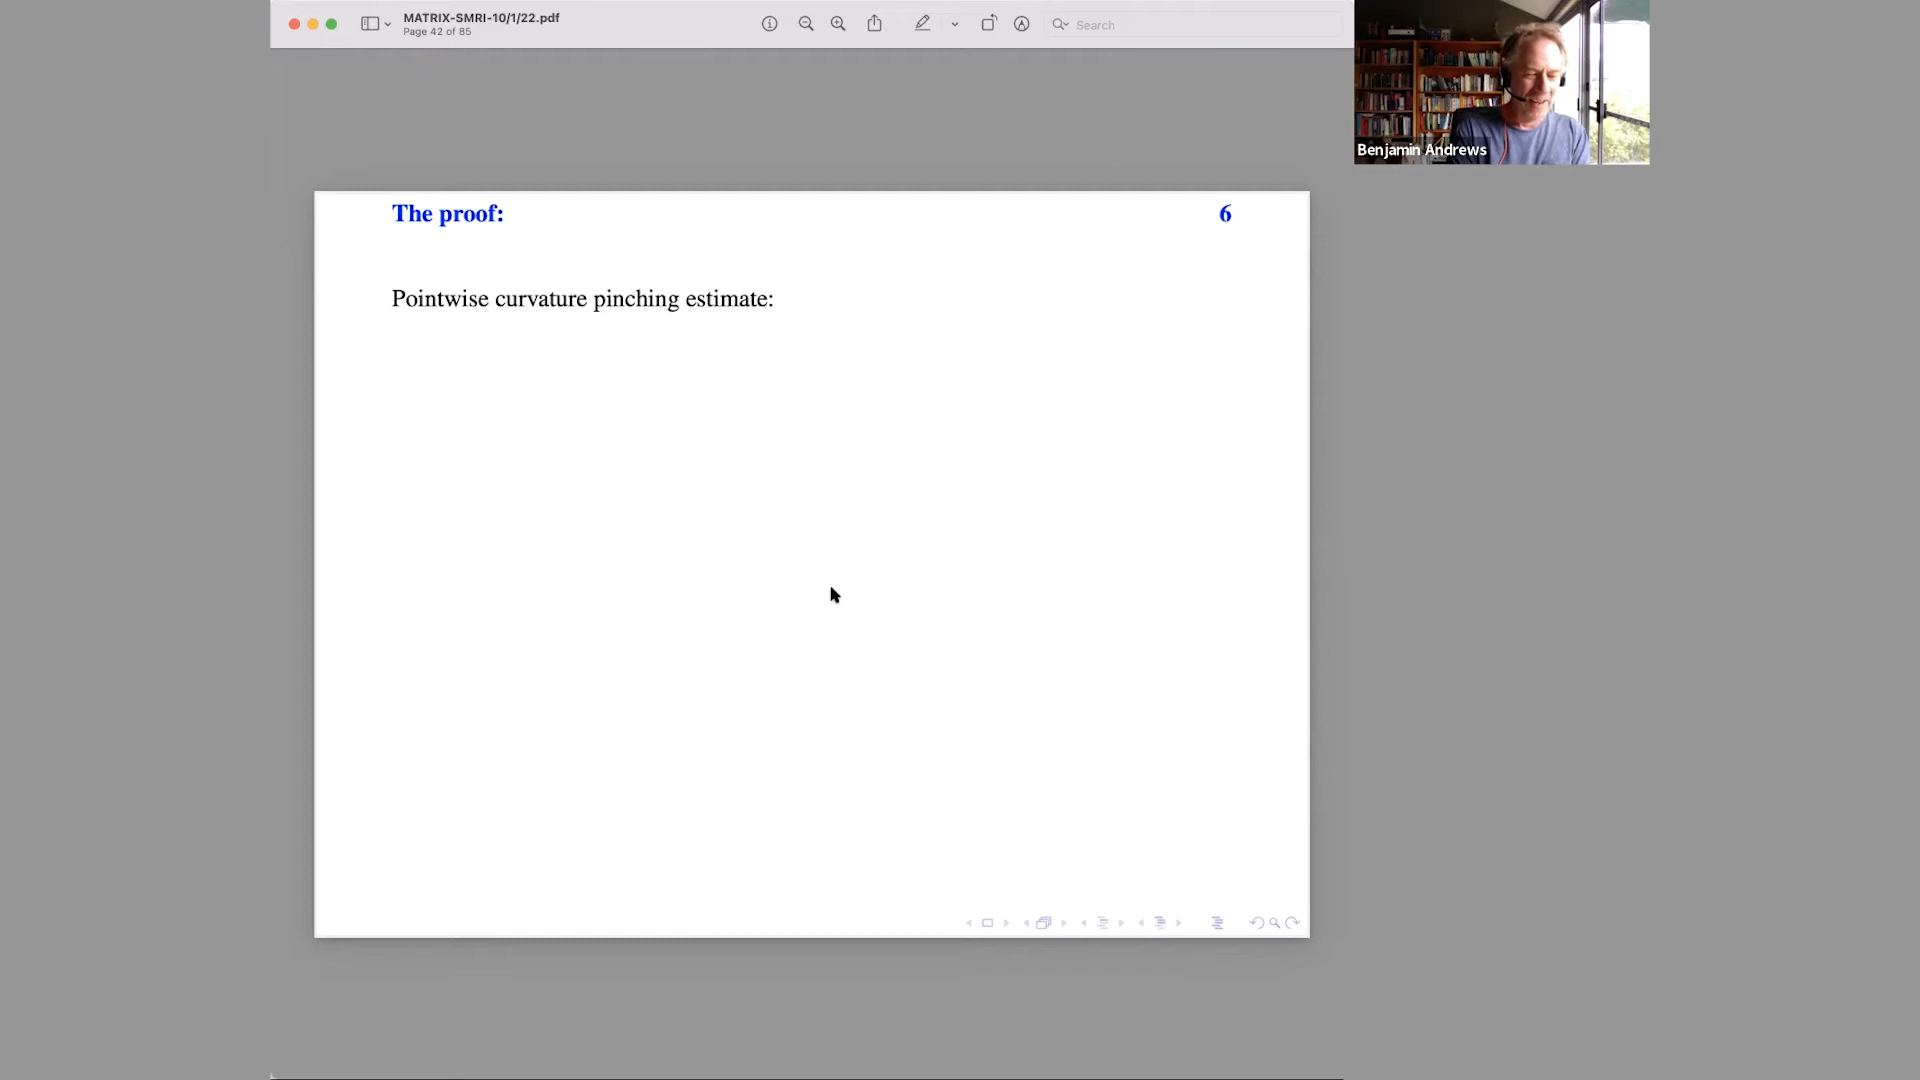 MATRIX-SMRI-10/1/22.pdf
Page 42 of 85
Search
Benjamin Andrews
The proof:
6
Pointwise curvature pinching estimate: